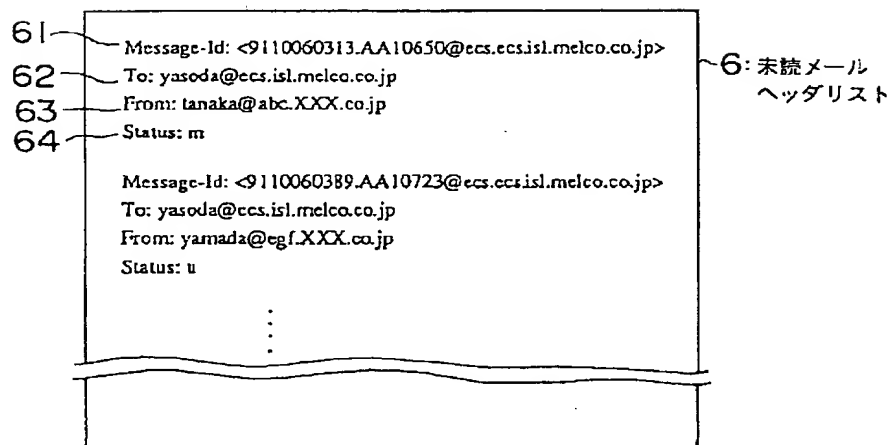 61
Message-Id: <9110060313.AA10650@ecs.ecs.isl.melco.co.jp>
62
To: yasoda@ecs.isl.melco.co.jp
63
From: tanaka@abc.XXX.co.jp
64
Status: m
6: 未読メール
ヘッダリスト
Message-Id: <9110060389.AA10723@ecs.ecs.isl.melco.co.jp>
To: yasoda@ecs.isl.melco.co.jp
From: yamada@egf.XXX.co.jp
Status: u